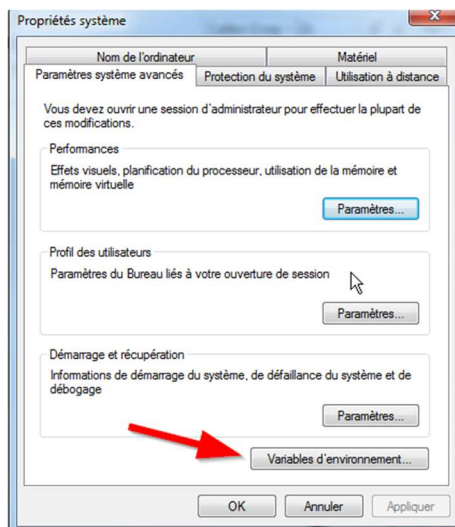 Propriétés système
Nom de l'ordinateur
Matériel
Paramètres système avancés
Protection du système
Utilisation à distance
Vous devez ouvrir une session d'administrateur pour effectuer la plupart de
ces modifications.
Performances
Effets visuels, planification du processeur, utilisation de la mémoire et
mémoire virtuelle
Paramètres...
Profil des utilisateurs
Paramètres du Bureau liés à votre ouverture de session
Paramètres...
Démarrage et récupération
Informations de démarrage du système, de défaillance du système et de
débogage
Paramètres...
Variables d'environnement...
OK
Annuler
Appliquer